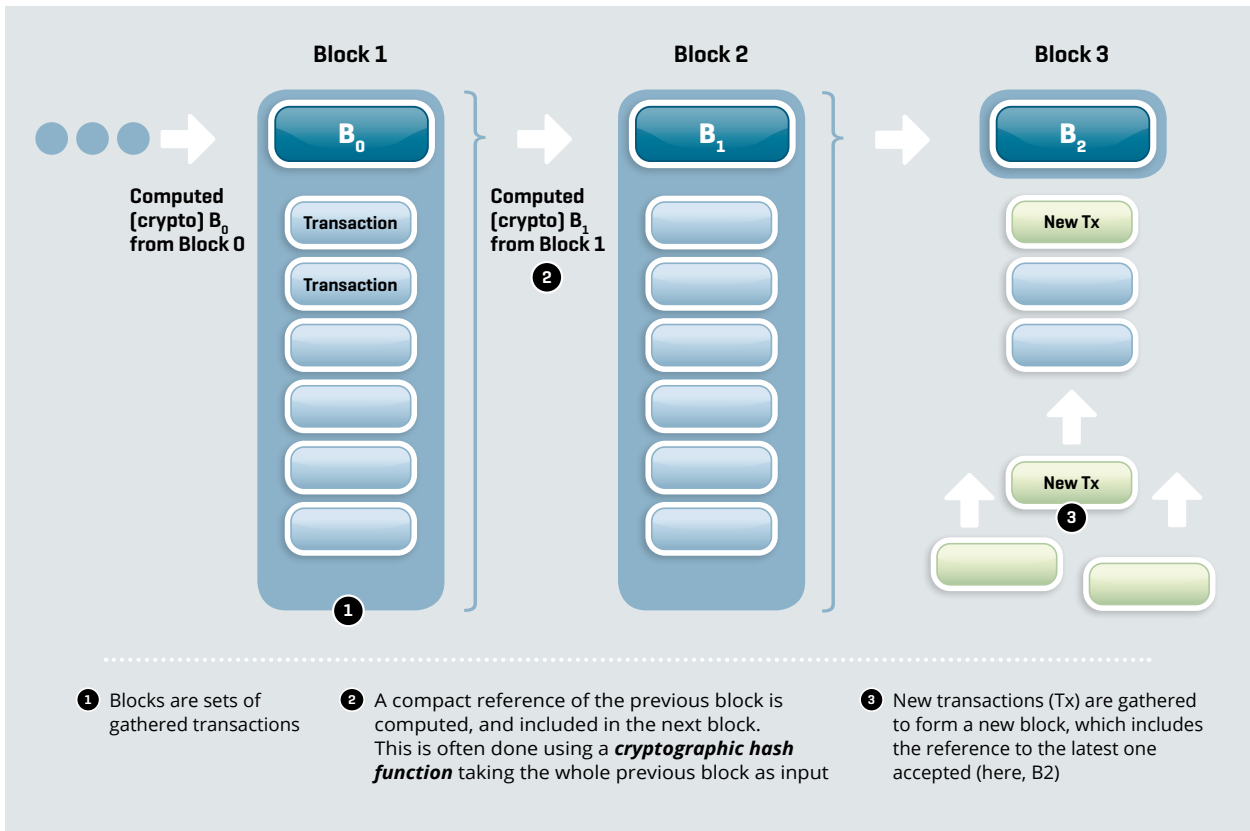 Block 1
Block 2
Block 3
B0
B1
B2
Computed
(crypto) B0
from Block 0
Transaction
Transaction
Computed
(crypto) B1
from Block 1
2
New Tx
New Tx
3
1
1 Blocks are sets of
gathered transactions
2 A compact reference of the previous block is
computed, and included in the next block.
This is often done using a cryptographic hash
function taking the whole previous block as input
3 New transactions (Tx) are gathered
to form a new block, which includes
the reference to the latest one
accepted (here, B2)